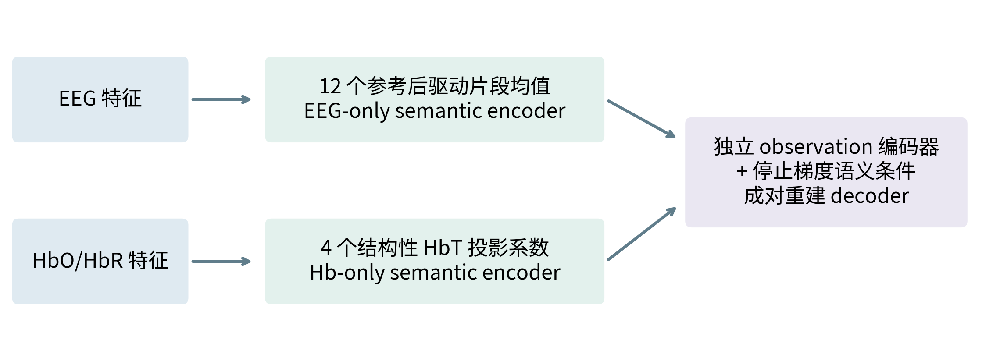 EEG 特征
12 个参考后驱动片段均值
EEG-only semantic encoder
独立 observation 编码器
+ 停止梯度语义条件
成对重建 decoder
HbO/HbR 特征
4 个结构性 HbT 投影系数
Hb-only semantic encoder